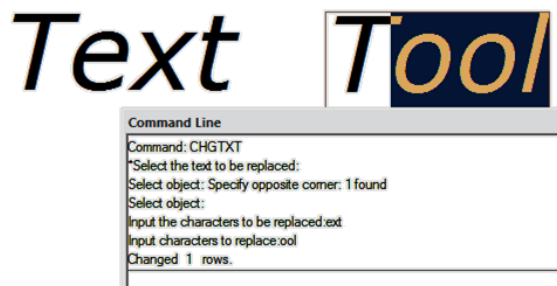 Text Tool
Command Line
Command: CHGTXT
*Select the text to be replaced:
Select object: Specify opposite corner: 1 found
Select object:
Input the characters to be replaced:ext
Input characters to replace:ool
Changed 1 rows.